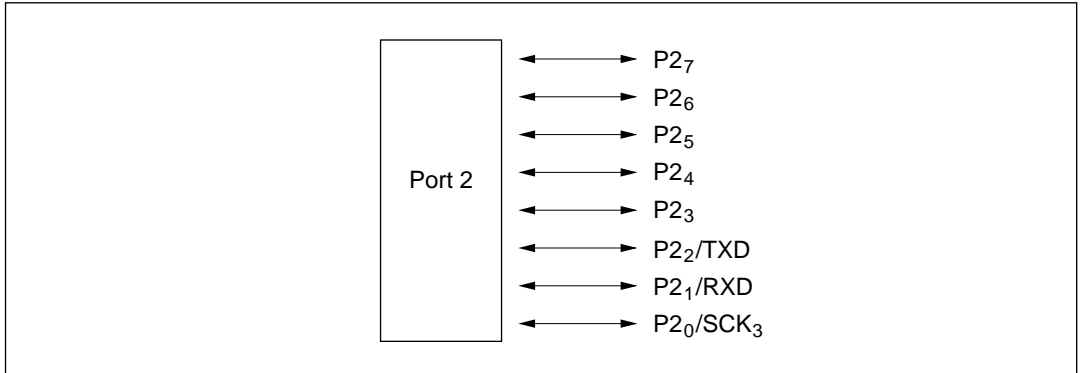 Port 2
P2₇
P2₆
P2₅
P2₄
P2₃
P2₂/TXD
P2₁/RXD
P2₀/SCK₃